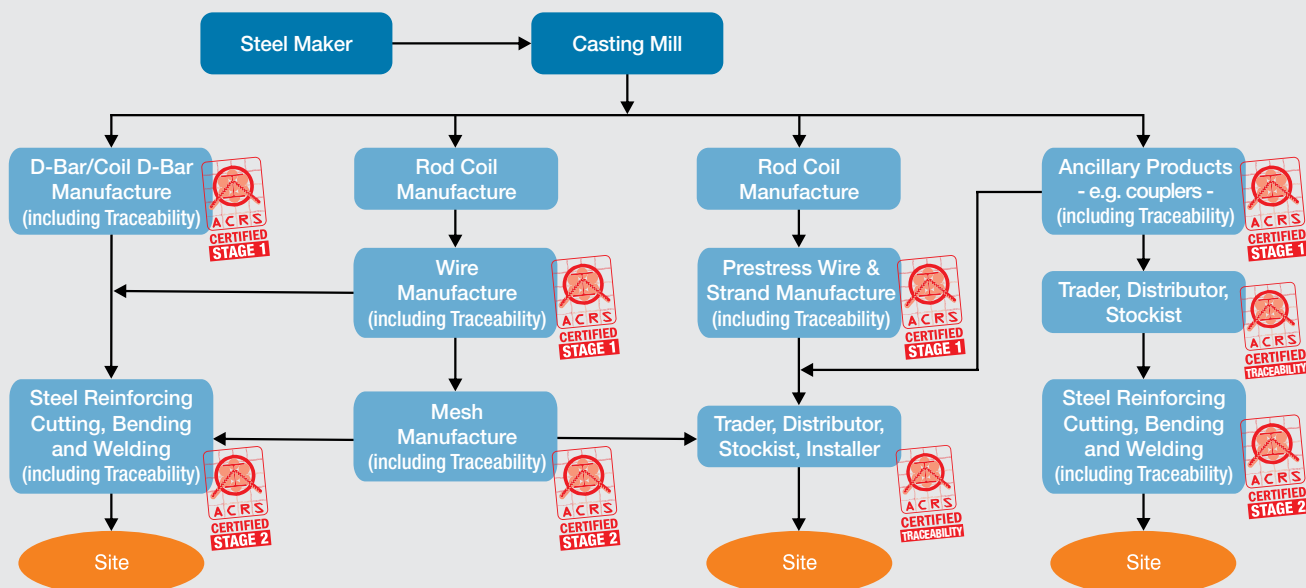 Steel Maker
Casting Mill
D-Bar/Coil D-Bar
Manufacture
(including Traceability)
ACRS
CERTIFIED
STAGE 1
Rod Coil
Manufacture
Rod Coil
Manufacture
Ancillary Products
- e.g. couplers -
(including Traceability)
ACRS
CERTIFIED
STAGE 1
Wire
Manufacture
(including Traceability)
ACRS
CERTIFIED
STAGE 1
Prestress Wire &
Strand Manufacture
(including Traceability)
ACRS
CERTIFIED
STAGE 1
Trader, Distributor,
Stockist
ACRS
CERTIFIED
TRACEABILITY
Steel Reinforcing
Cutting, Bending
and Welding
(including Traceability)
ACRS
CERTIFIED
STAGE 2
Mesh
Manufacture
(including Traceability)
ACRS
CERTIFIED
STAGE 2
Trader, Distributor,
Stockist, Installer
ACRS
CERTIFIED
TRACEABILITY
Steel Reinforcing
Cutting, Bending
and Welding
(including Traceability)
ACRS
CERTIFIED
STAGE 2
Site
Site
Site